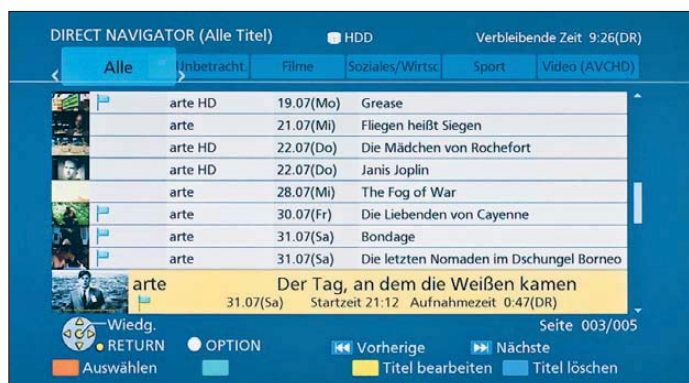 DIRECT NAVIGATOR (Alle Titel) HDD Verbleibende Zeit 9:26(DR)
Alle Unbetracht. Filme Soziales/Wirtsc Sport Video (AVCHD)
arte HD 19.07(Mo) Grease
arte 21.07(Mi) Fliegen heißt Siegen
arte HD 22.07(Do) Die Mädchen von Rochefort
arte HD 22.07(Do) Janis Joplin
arte 28.07(Mi) The Fog of War
arte 30.07(Fr) Die Liebenden von Cayenne
arte 31.07(Sa) Bondage
arte 31.07(Sa) Die letzten Nomaden im Dschungel Borneo
arte Der Tag, an dem die Weißen kamen
31.07(Sa) Startzeit 21:12 Aufnahmezeit 0:47(DR)
Wiedg. Seite 003/005
RETURN OPTION Vorherige Nächste
Auswählen Titel bearbeiten Titel löschen